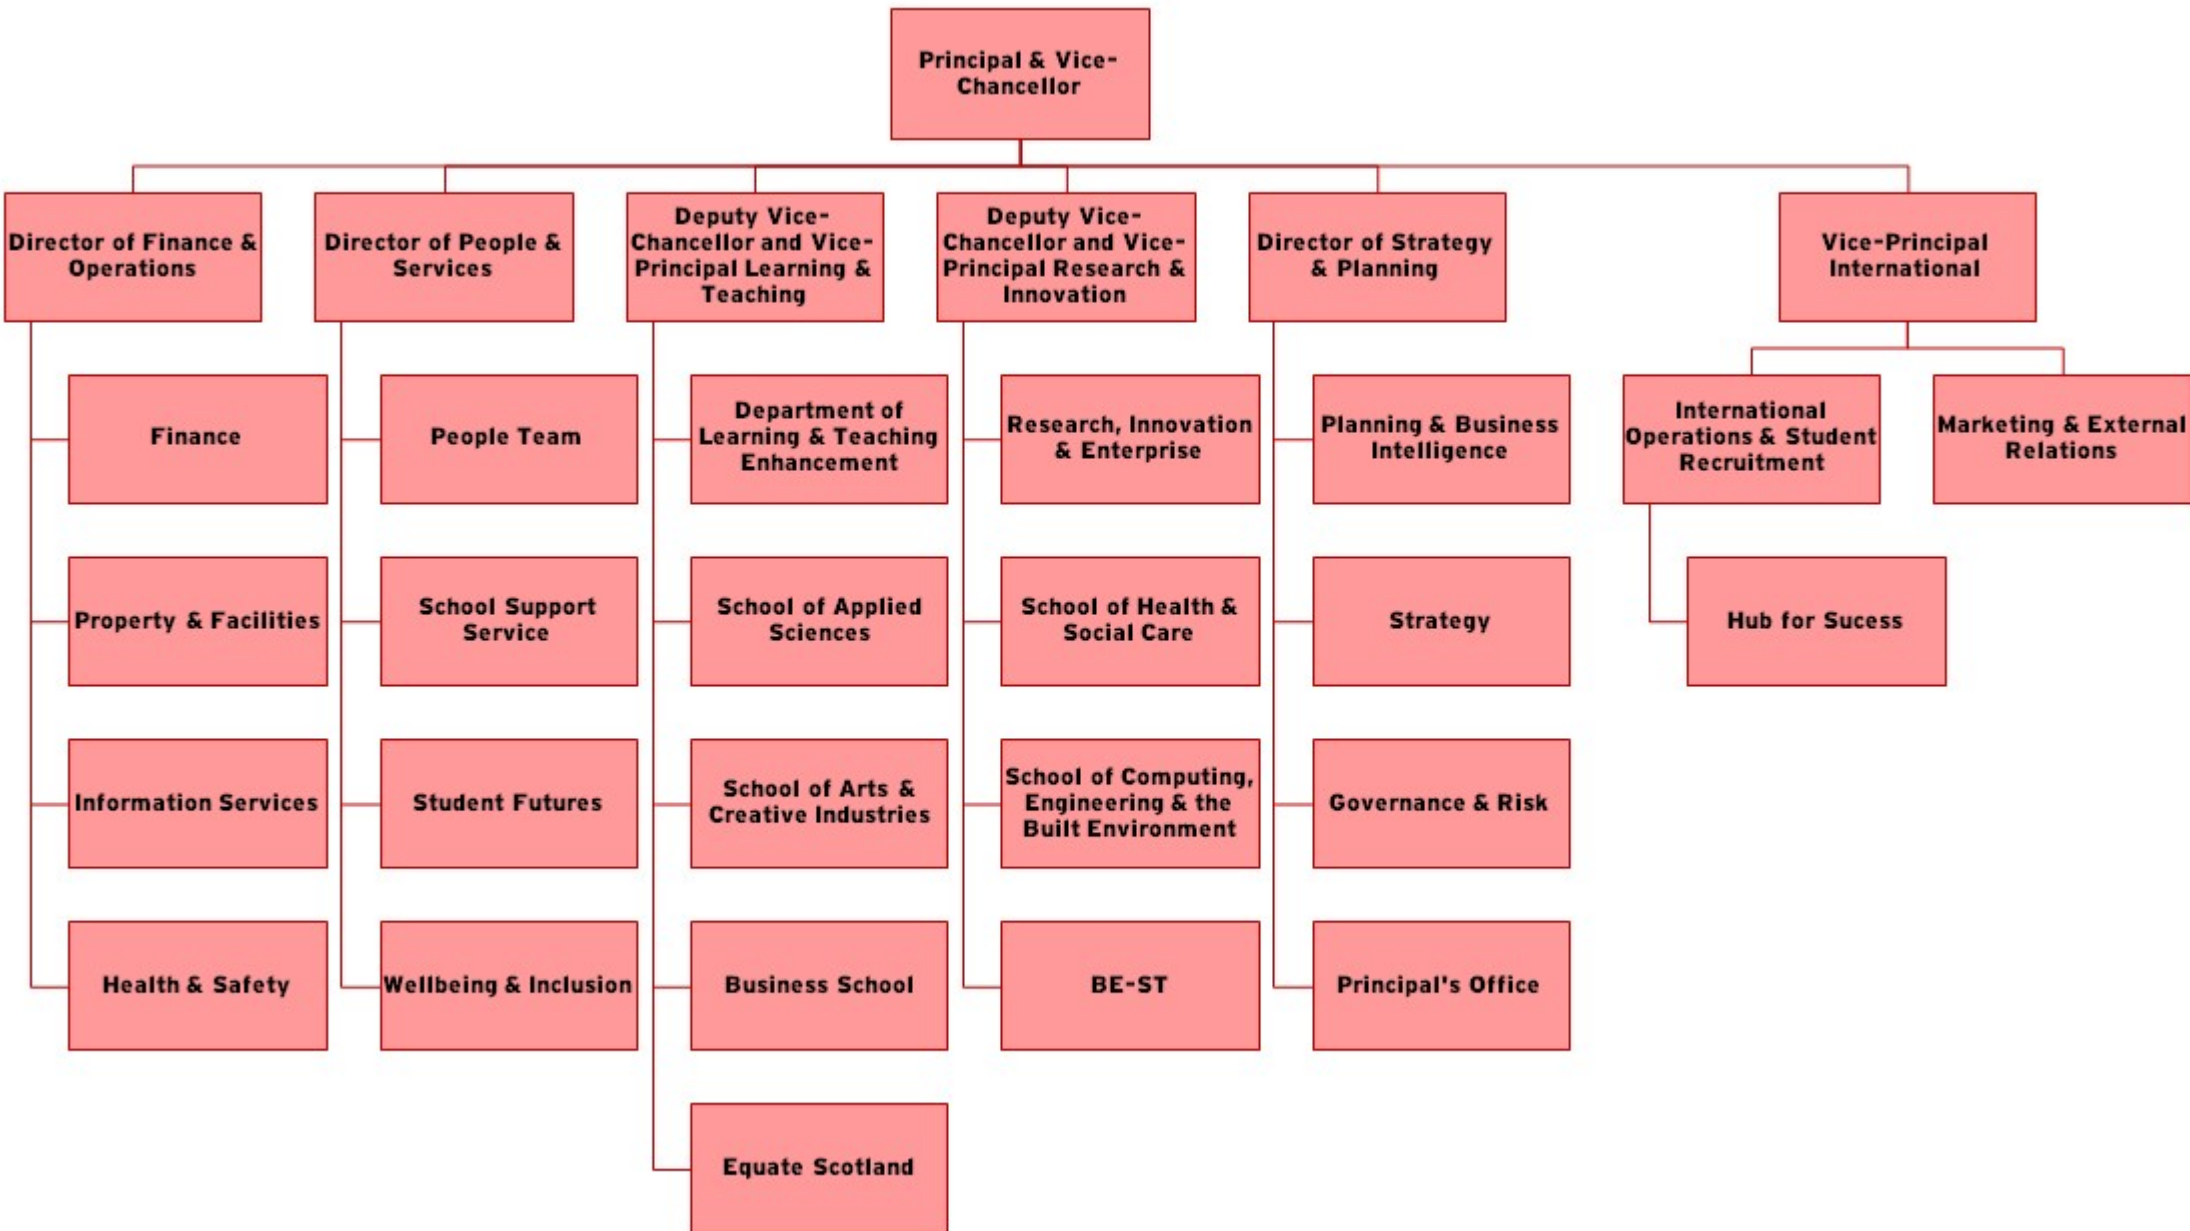 Principal & Vice-
Chancellor
Director of Finance &
Operations
Director of People &
Services
Deputy Vice-
Chancellor and Vice-
Principal Learning &
Teaching
Deputy Vice-
Chancellor and Vice-
Principal Research &
Innovation
Director of Strategy
& Planning
Vice-Principal
International
Finance
People Team
Department of
Learning & Teaching
Enhancement
Research, Innovation
& Enterprise
Planning & Business
Intelligence
International
Operations & Student
Recruitment
Marketing & External
Relations
Property & Facilities
School Support
Service
School of Applied
Sciences
School of Health &
Social Care
Strategy
Hub for Sucess
Information Services
Student Futures
School of Arts &
Creative Industries
School of Computing,
Engineering & the
Built Environment
Governance & Risk
Health & Safety
Wellbeing & Inclusion
Business School
BE-ST
Principal's Office
Equate Scotland